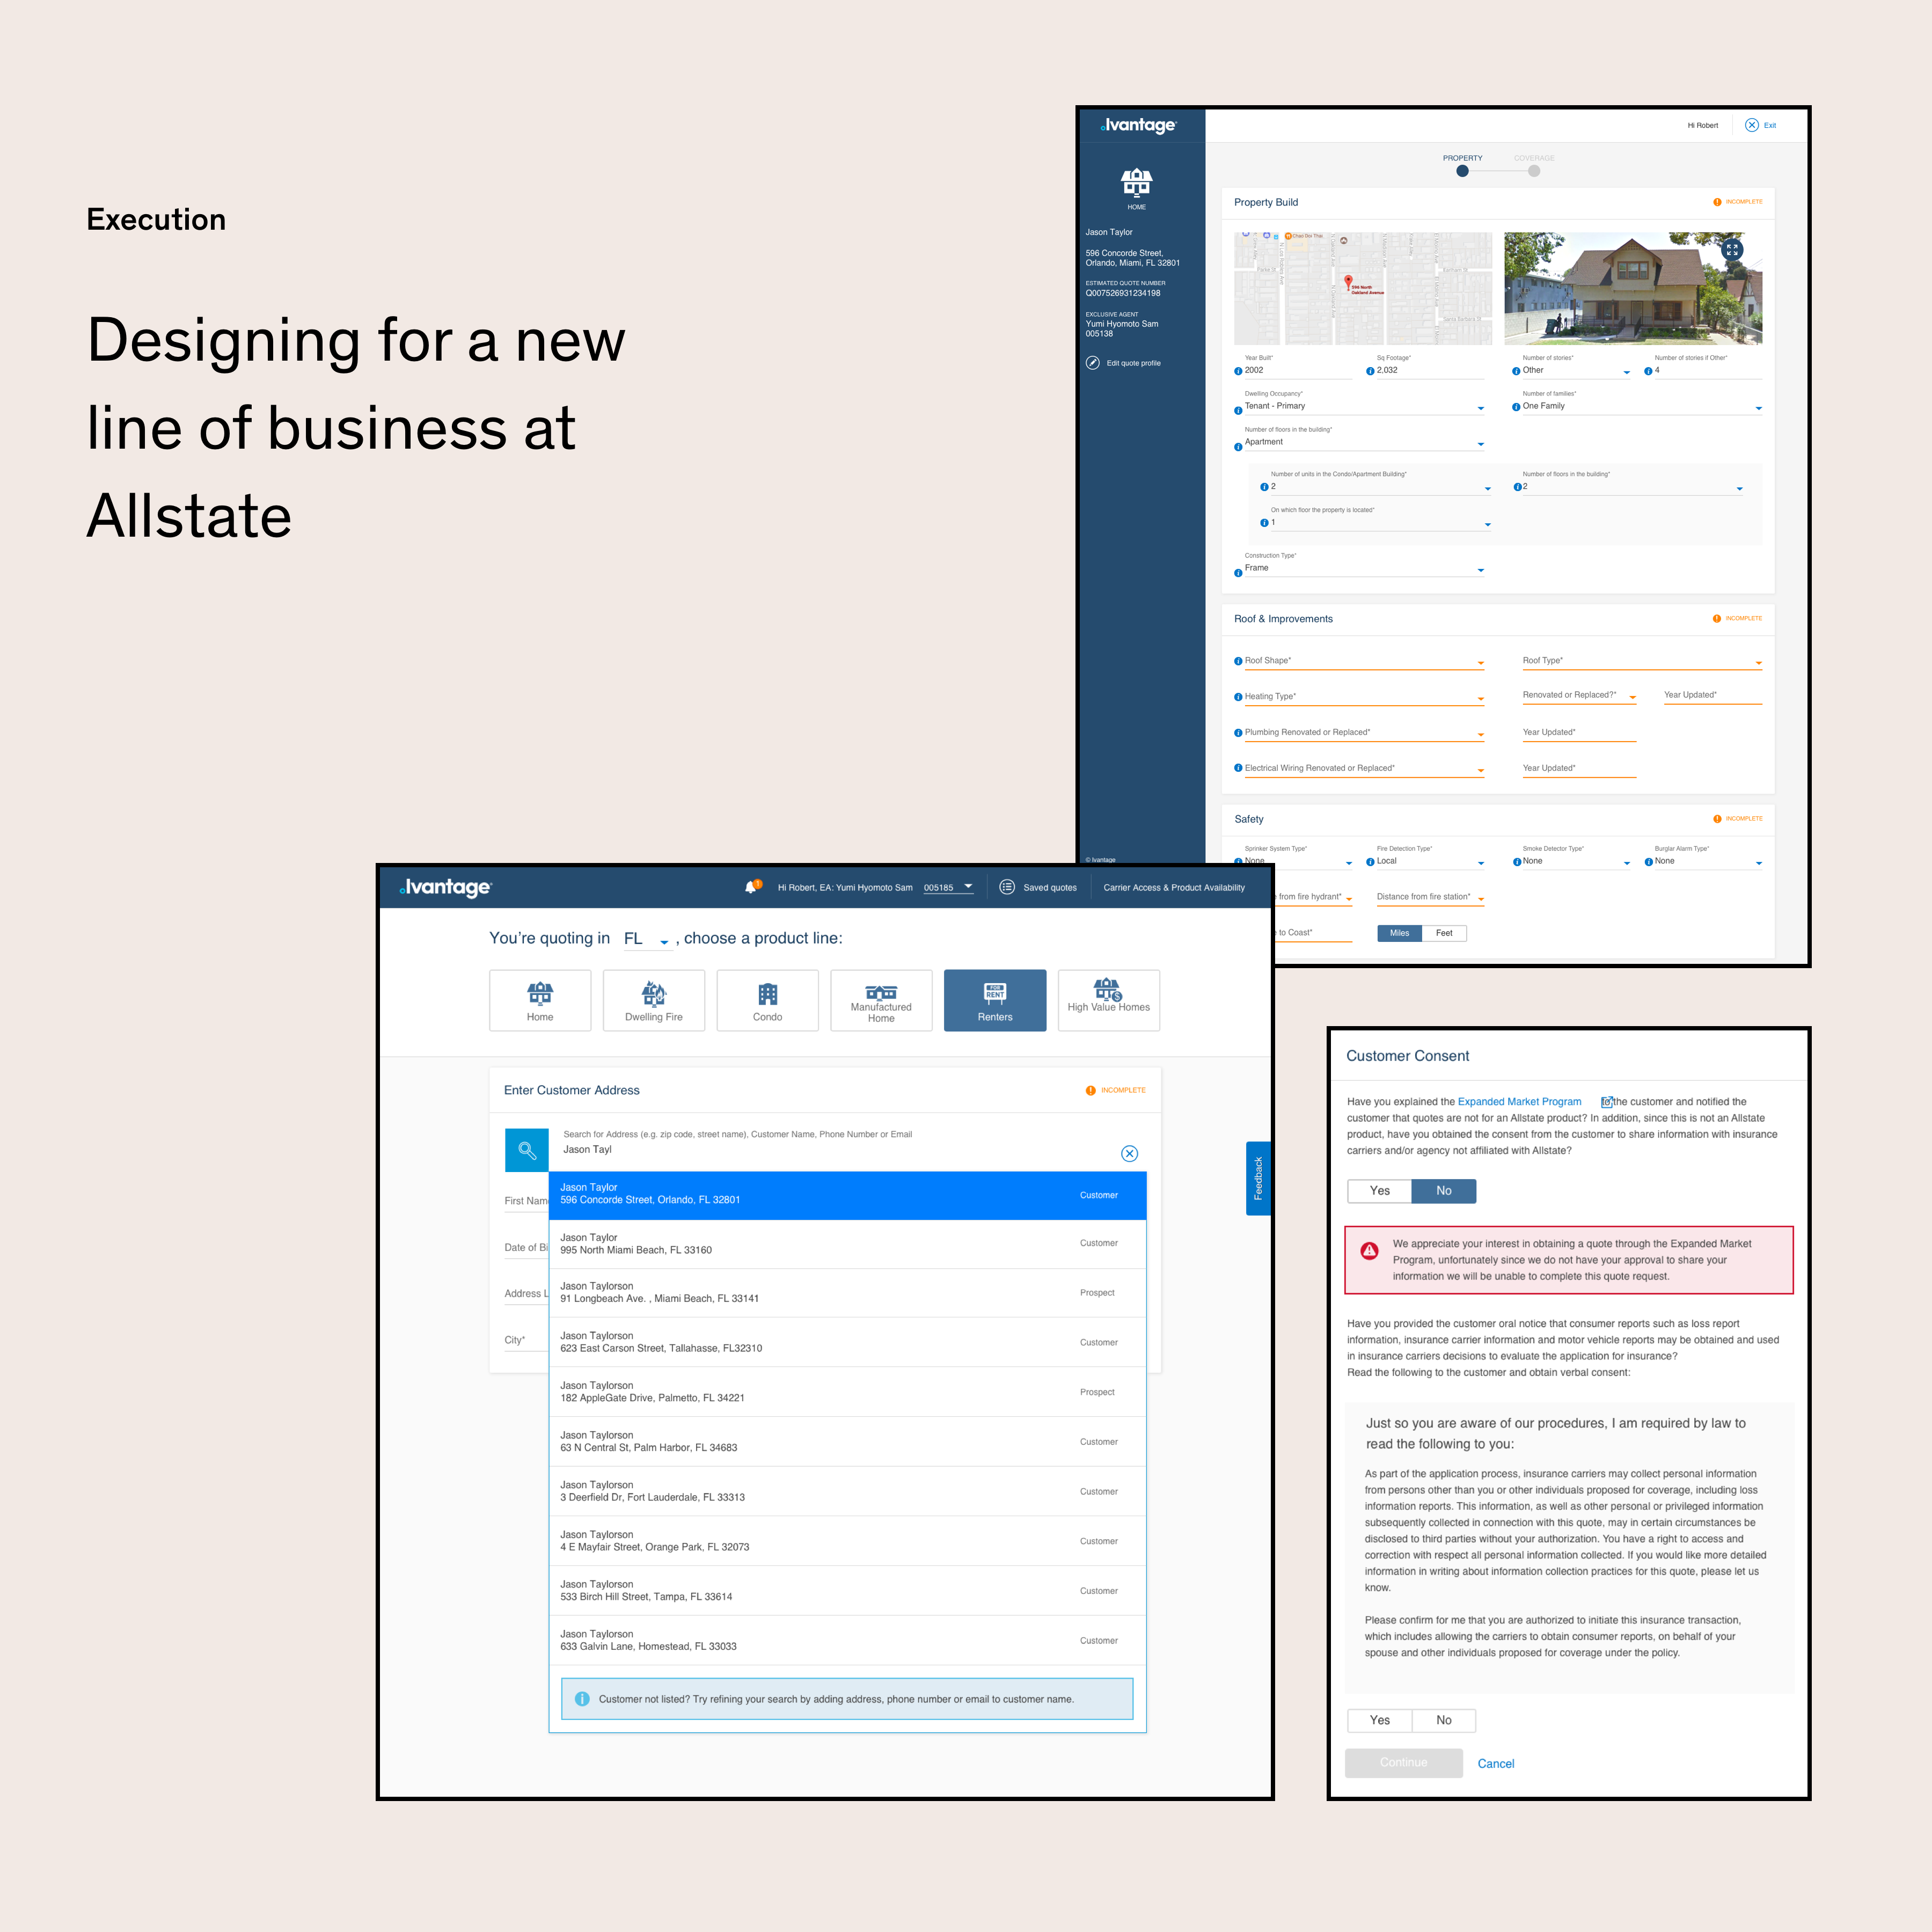 Execution
Designing for a new
line of business at
Allstate
Ivantage
HOME
Jason Taylor
596 Concorde Street,
Orlando, Miami, FL 32801
ESTIMATED QUOTE NUMBER
Q007526931234198
EXCLUSIVE AGENT
Yumi Hyomoto Sam
005138
Edit quote profile
© Ivantage
Hi Robert
Exit
PROPERTY COVERAGE
Property Build
INCOMPLETE
596 North
Oakland Avenue
Year Built* Sq Footage* Number of stories* Number of stories if Other*
2002 2,032 Other 4
Dwelling Occupancy* Number of families*
Tenant - Primary One Family
Number of floors in the building*
Apartment
Number of units in the Condo/Apartment Building* Number of floors in the building*
2 2
On which floor the property is located*
1
Construction Type*
Frame
Roof & Improvements
INCOMPLETE
Roof Shape* Roof Type*
Heating Type* Renovated or Replaced?* Year Updated*
Plumbing Renovated or Replaced* Year Updated*
Electrical Wiring Renovated or Replaced* Year Updated*
Safety
INCOMPLETE
Sprinker System Type* Fire Detection Type* Smoke Detector Type* Burglar Alarm Type*
None Local None None
from fire hydrant* Distance from fire station*
to Coast* Miles Feet
Ivantage
1
Hi Robert, EA: Yumi Hyomoto Sam 005185 Saved quotes Carrier Access & Product Availability
You're quoting in FL , choose a product line:
Home
Dwelling Fire
Condo
Manufactured
Home
FOR
RENT
Renters
High Value Homes
Enter Customer Address
INCOMPLETE
Search for Address (e.g. zip code, street name), Customer Name, Phone Number or Email
Jason Tayl
First Nam
Date of Bi
Address L
City*
Jason Taylor
596 Concorde Street, Orlando, FL 32801
Customer
Jason Taylor
995 North Miami Beach, FL 33160
Customer
Jason Taylorson
91 Longbeach Ave. , Miami Beach, FL 33141
Prospect
Jason Taylorson
623 East Carson Street, Tallahasse, FL32310
Customer
Jason Taylorson
182 AppleGate Drive, Palmetto, FL 34221
Prospect
Jason Taylorson
63 N Central St, Palm Harbor, FL 34683
Customer
Jason Taylorson
3 Deerfield Dr, Fort Lauderdale, FL 33313
Customer
Jason Taylorson
4 E Mayfair Street, Orange Park, FL 32073
Customer
Jason Taylorson
533 Birch Hill Street, Tampa, FL 33614
Customer
Jason Taylorson
633 Galvin Lane, Homestead, FL 33033
Customer
Customer not listed? Try refining your search by adding address, phone number or email to customer name.
Feedback
Customer Consent
Have you explained the Expanded Market Program to the customer and notified the
customer that quotes are not for an Allstate product? In addition, since this is not an Allstate
product, have you obtained the consent from the customer to share information with insurance
carriers and/or agency not affiliated with Allstate?
Yes No
We appreciate your interest in obtaining a quote through the Expanded Market
Program, unfortunately since we do not have your approval to share your
information we will be unable to complete this quote request.
Have you provided the customer oral notice that consumer reports such as loss report
information, insurance carrier information and motor vehicle reports may be obtained and used
in insurance carriers decisions to evaluate the application for insurance?
Read the following to the customer and obtain verbal consent:
Just so you are aware of our procedures, I am required by law to
read the following to you:
As part of the application process, insurance carriers may collect personal information
from persons other than you or other individuals proposed for coverage, including loss
information reports. This information, as well as other personal or privileged information
subsequently collected in connection with this quote, may in certain circumstances be
disclosed to third parties without your authorization. You have a right to access and
correction with respect all personal information collected. If you would like more detailed
information in writing about information collection practices for this quote, please let us
know.
Please confirm for me that you are authorized to initiate this insurance transaction,
which includes allowing the carriers to obtain consumer reports, on behalf of your
spouse and other individuals proposed for coverage under the policy.
Yes No
Continue Cancel